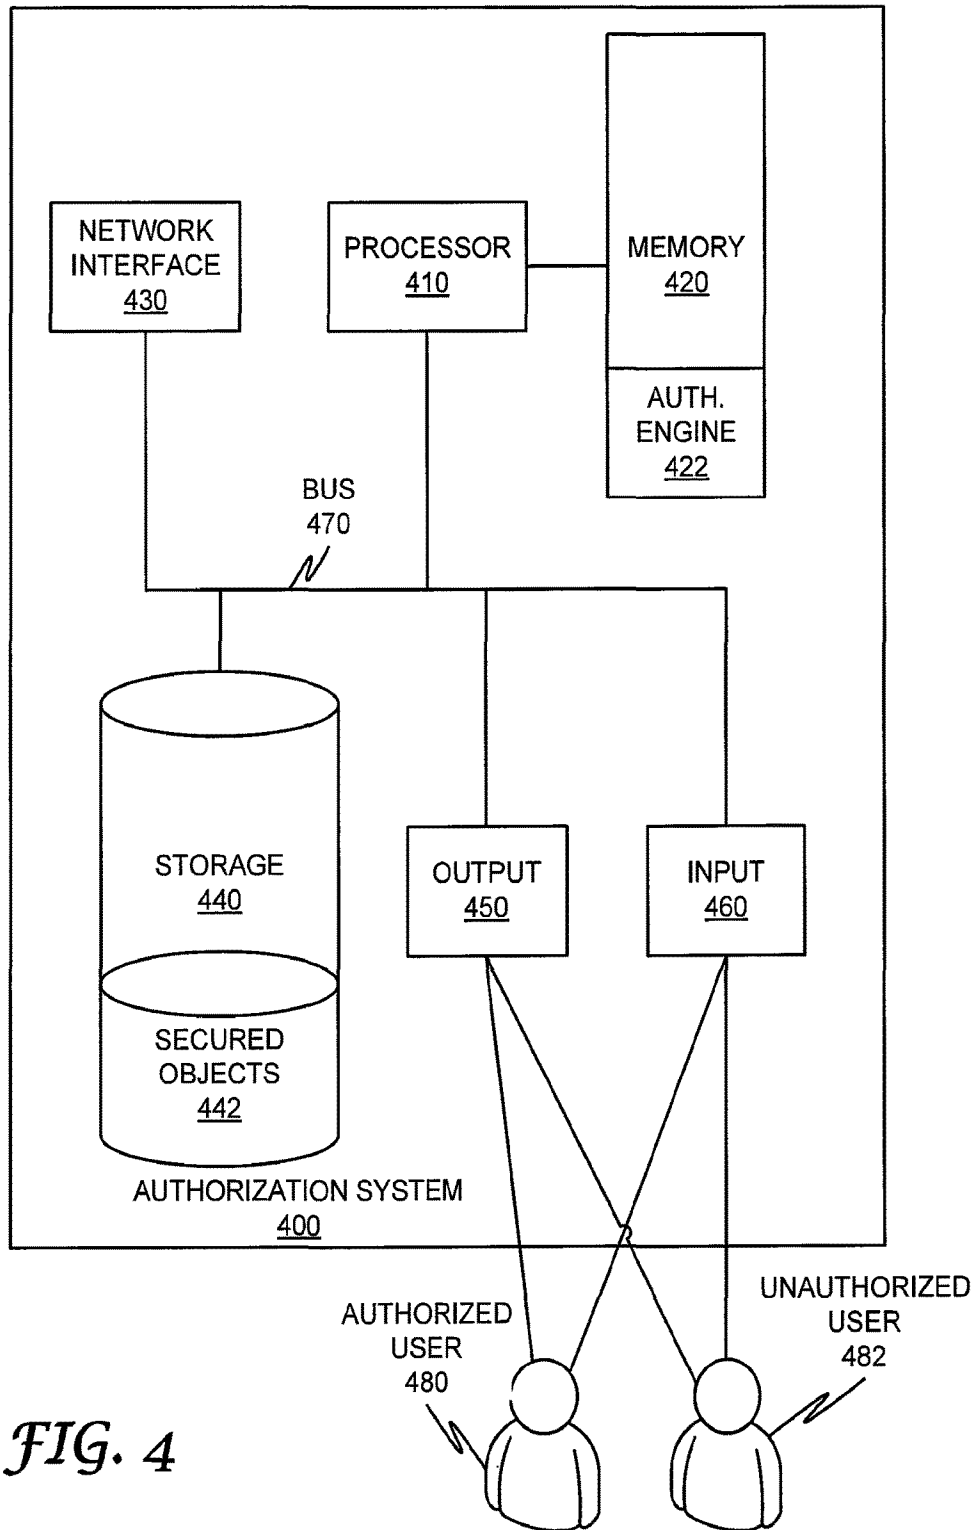 NETWORK
INTERFACE
430
PROCESSOR
410
MEMORY
420
AUTH.
ENGINE
422
BUS
470
STORAGE
440
OUTPUT
450
INPUT
460
SECURED
OBJECTS
442
AUTHORIZATION SYSTEM
400
AUTHORIZED
USER
480
UNAUTHORIZED
USER
482
FIG. 4